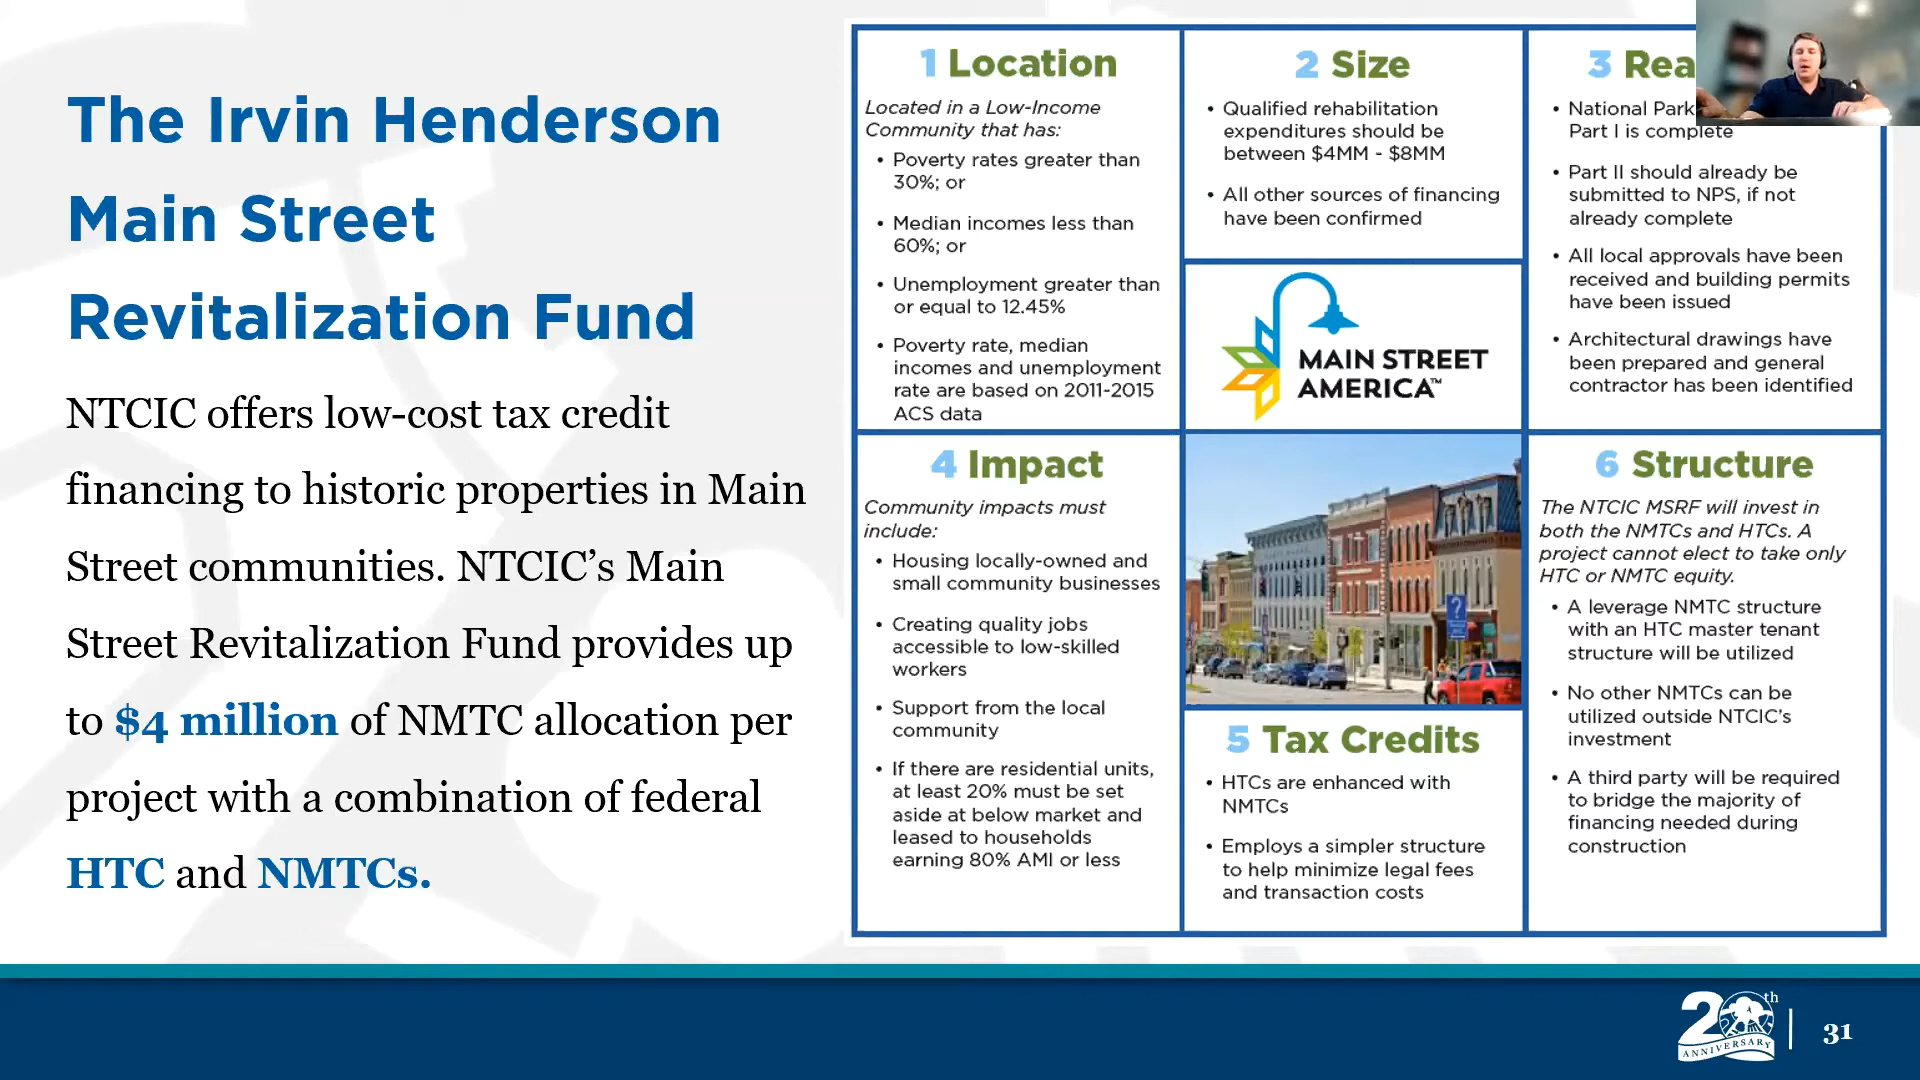 The Irvin Henderson
Main Street
Revitalization Fund
NTCIC offers low-cost tax credit
financing to historic properties in Main
Street communities. NTCIC’s Main
Street Revitalization Fund provides up
to $4 million of NMTC allocation per
project with a combination of federal
HTC and NMTCs.
1 Location
Located in a Low-Income
Community that has:
• Poverty rates greater than
30%; or
• Median incomes less than
60%; or
• Unemployment greater than
or equal to 12.45%
• Poverty rate, median
incomes and unemployment
rate are based on 2011-2015
ACS data
2 Size
• Qualified rehabilitation
expenditures should be
between $4MM - $8MM
• All other sources of financing
have been confirmed
MAIN STREET
AMERICA™
3 Rea
• National Park
Part I is complete
• Part II should already be
submitted to NPS, if not
already complete
• All local approvals have been
received and building permits
have been issued
• Architectural drawings have
been prepared and general
contractor has been identified
4 Impact
Community impacts must
include:
• Housing locally-owned and
small community businesses
• Creating quality jobs
accessible to low-skilled
workers
• Support from the local
community
• If there are residential units,
at least 20% must be set
aside at below market and
leased to households
earning 80% AMI or less
?
5 Tax Credits
• HTCs are enhanced with
NMTCs
• Employs a simpler structure
to help minimize legal fees
and transaction costs
6 Structure
The NTCIC MSRF will invest in
both the NMTCs and HTCs. A
project cannot elect to take only
HTC or NMTC equity.
• A leverage NMTC structure
with an HTC master tenant
structure will be utilized
• No other NMTCs can be
utilized outside NTCIC’s
investment
• A third party will be required
to bridge the majority of
financing needed during
construction
20th
ANNIVERSARY
31